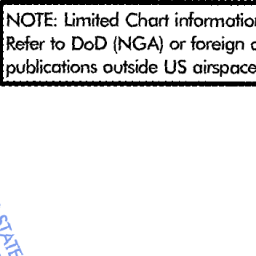 NOTE: Limited Chart information
Refer to DoD (NGA) or foreign
publications outside US airspace
STATE